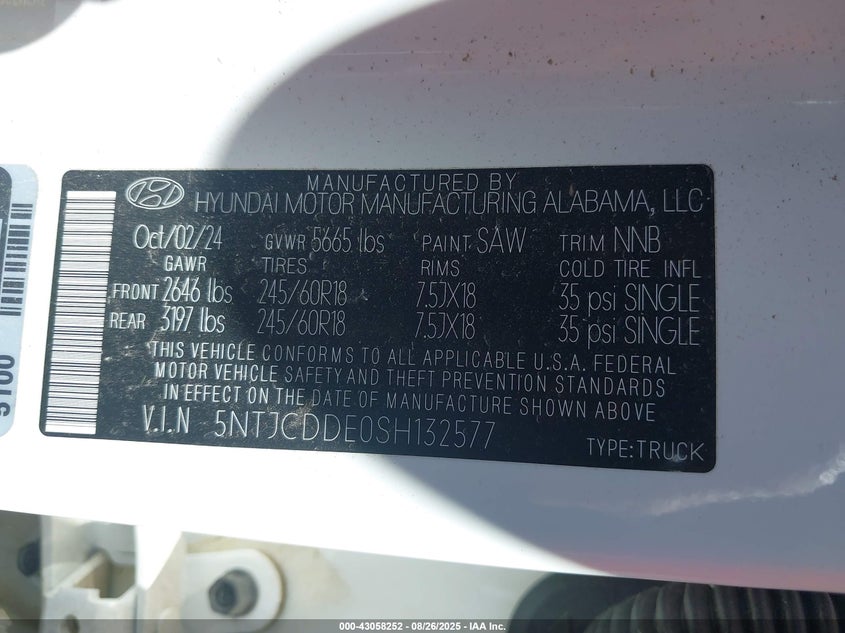 MANUFACTURED BY
HYUNDAI MOTOR MANUFACTURING ALABAMA, LLC
Oct/02/24 GVWR 5665 lbs PAINT SAW TRIM NNB
GAWR TIRES RIMS COLD TIRE INFL
FRONT 2646 lbs 245/60R18 7.5JX18 35 psi SINGLE
REAR 3197 lbs 245/60R18 7.5JX18 35 psi SINGLE
THIS VEHICLE CONFORMS TO ALL APPLICABLE U.S.A. FEDERAL
MOTOR VEHICLE SAFETY AND THEFT PREVENTION STANDARDS
IN EFFECT ON THE DATE OF MANUFACTURE SHOWN ABOVE.
V.I.N 5NTJCDDE0SH132577
TYPE:TRUCK
000-43058252 | 08/26/2025 - IAA Inc.